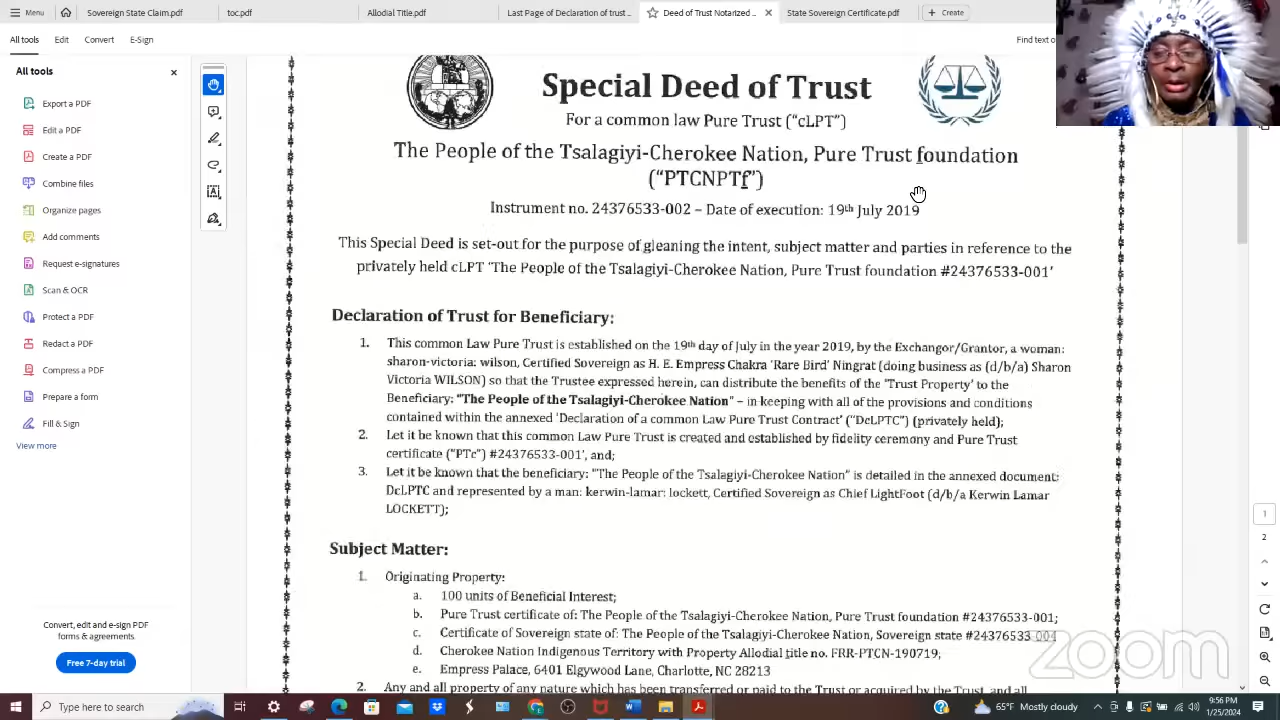 Menu
Sovereign State Claim.pdf
toc.pdf
Allodial Title.pdf
Last Page of Declaration of trust ...
Deed of Trust Notarized ...
State Sovereign Certificate.pdf
Create
All tools
Edit
Convert
E-Sign
Find text o
All tools
Export a PDF
Edit a PDF
Create a PDF
Combine files
Organize pages
Add comments
Request e-signatures
Scan & OCR
Protect a PDF
Redact a PDF
Compress a PDF
Prepare a form
Fill & Sign
View more
Convert, edit and e-sign PDF
forms & agreements
Free 7-day trial
Special Deed of Trust
For a common law Pure Trust ("cLPT")
The People of the Tsalagiyi-Cherokee Nation, Pure Trust foundation
("PTCNPTf")
Instrument no. 24376533-002 – Date of execution: 19th July 2019
This Special Deed is set-out for the purpose of gleaning the intent, subject matter and parties in reference to the
privately held cLPT 'The People of the Tsalagiyi-Cherokee Nation, Pure Trust foundation #24376533-001'
Declaration of Trust for Beneficiary:
1. This common Law Pure Trust is established on the 19th day of July in the year 2019, by the Exchangor/Grantor, a woman:
sharon-victoria: wilson, Certified Sovereign as H. E. Empress Chakra 'Rare Bird' Ningrat (doing business as (d/b/a) Sharon
Victoria WILSON) so that the Trustee expressed herein, can distribute the benefits of the 'Trust Property' to the
Beneficiary: "The People of the Tsalagiyi-Cherokee Nation" – in-keeping with all of the provisions and conditions
contained within the annexed 'Declaration of a common Law Pure Trust Contract' ("DcLPTC") (privately held);
2. Let it be known that this common Law Pure Trust is created and established by fidelity ceremony and Pure Trust
certificate ("PTc") #24376533-001', and;
3. Let it be known that the beneficiary: "The People of the Tsalagiyi-Cherokee Nation" is detailed in the annexed document:
DcLPTC and represented by a man: kerwin-lamar: lockett, Certified Sovereign as Chief LightFoot (d/b/a Kerwin Lamar
LOCKETT);
Subject Matter:
1. Originating Property:
a. 100 units of Beneficial Interest;
b. Pure Trust certificate of: The People of the Tsalagiyi-Cherokee Nation, Pure Trust foundation #24376533-001;
c. Certificate of Sovereign state of: The People of the Tsalagiyi-Cherokee Nation, Sovereign state #24376533-004
d. Cherokee Nation Indigenous Territory with Property Allodial title no. FRR-PTCN-190719;
e. Empress Palace, 6401 Elgywood Lane, Charlotte, NC 28213
2. Any and all property of any nature which has been transferred or paid to the Trust or acquired by the Trust, and all
1
2
zoom
Type here to search
65°F Mostly cloudy
9:56 PM
1/25/2024